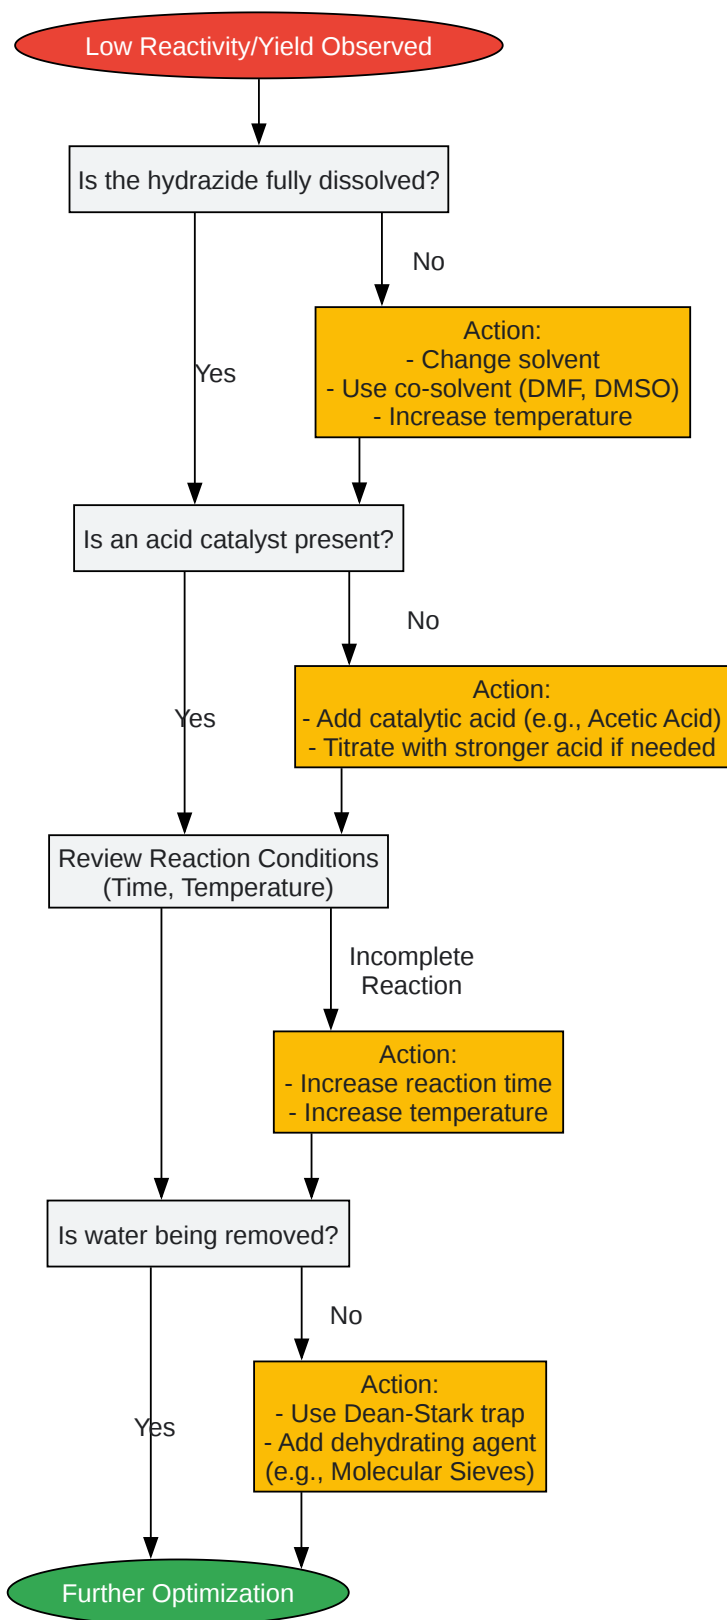 Low Reactivity/Yield Observed
Is the hydrazide fully dissolved?
No
Action:
- Change solvent
- Use co-solvent (DMF, DMSO)
- Increase temperature
Yes
Is an acid catalyst present?
No
Action:
- Add catalytic acid (e.g., Acetic Acid)
- Titrate with stronger acid if needed
Yes
Review Reaction Conditions
(Time, Temperature)
Incomplete
Reaction
Action:
- Increase reaction time
- Increase temperature
Is water being removed?
No
Action:
- Use Dean-Stark trap
- Add dehydrating agent
(e.g., Molecular Sieves)
Yes
Further Optimization